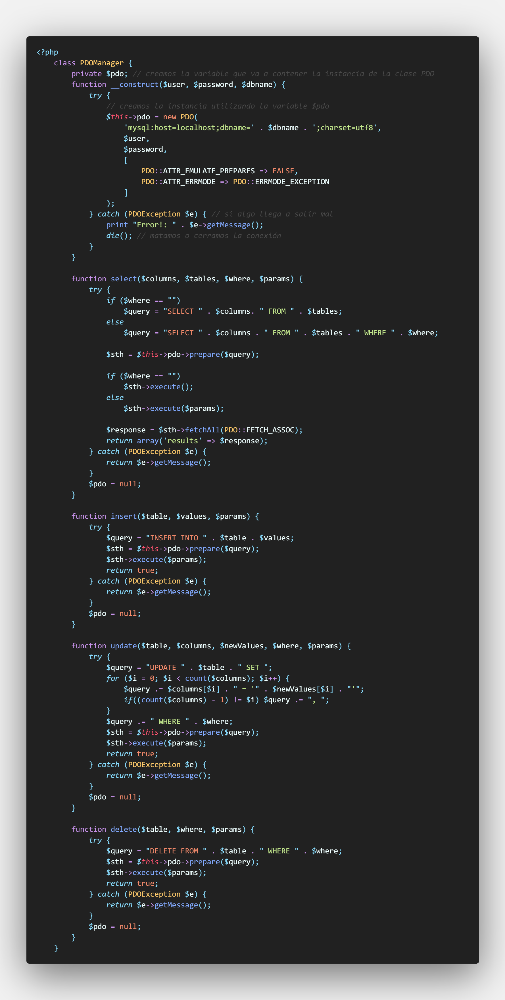 <?php
    class PDOManager {
        private $pdo; // creamos la variable que va a contener la instancia de la clase PDO
        function __construct($user, $password, $dbname) {
            try {
                // creamos la instancia utilizando la variable $pdo
                $this->pdo = new PDO(
                    'mysql:host=localhost;dbname=' . $dbname . ';charset=utf8',
                    $user,
                    $password,
                    [
                        PDO::ATTR_EMULATE_PREPARES => FALSE,
                        PDO::ATTR_ERRMODE => PDO::ERRMODE_EXCEPTION
                    ]
                );
            } catch (PDOException $e) { // si algo llega a salir mal
                print "Error!: " . $e->getMessage();
                die(); // matamos o cerramos la conexión
            }
        }

        function select($columns, $tables, $where, $params) {
            try {
                if ($where == "")
                    $query = "SELECT " . $columns. " FROM " . $tables;
                else
                    $query = "SELECT " . $columns . " FROM " . $tables . " WHERE " . $where;

                $sth = $this->pdo->prepare($query);

                if ($where == "")
                    $sth->execute();
                else
                    $sth->execute($params);

                $response = $sth->fetchAll(PDO::FETCH_ASSOC);
                return array('results' => $response);
            } catch (PDOException $e) {
                return $e->getMessage();
            }
            $pdo = null;
        }

        function insert($table, $values, $params) {
            try {
                $query = "INSERT INTO " . $table . $values;
                $sth = $this->pdo->prepare($query);
                $sth->execute($params);
                return true;
            } catch (PDOException $e) {
                return $e->getMessage();
            }
            $pdo = null;
        }

        function update($table, $columns, $newValues, $where, $params) {
            try {
                $query = "UPDATE " . $table . " SET ";
                for ($i = 0; $i < count($columns); $i++) {
                    $query .= $columns[$i] . " = '" . $newValues[$i] . "'";
                    if((count($columns) - 1) != $i) $query .= ", ";
                }
                $query .= " WHERE " . $where;
                $sth = $this->pdo->prepare($query);
                $sth->execute($params);
                return true;
            } catch (PDOException $e) {
                return $e->getMessage();
            }
            $pdo = null;
        }

        function delete($table, $where, $params) {
            try {
                $query = "DELETE FROM " . $table . " WHERE " . $where;
                $sth = $this->pdo->prepare($query);
                $sth->execute($params);
                return true;
            } catch (PDOException $e) {
                return $e->getMessage();
            }
            $pdo = null;
        }
    }